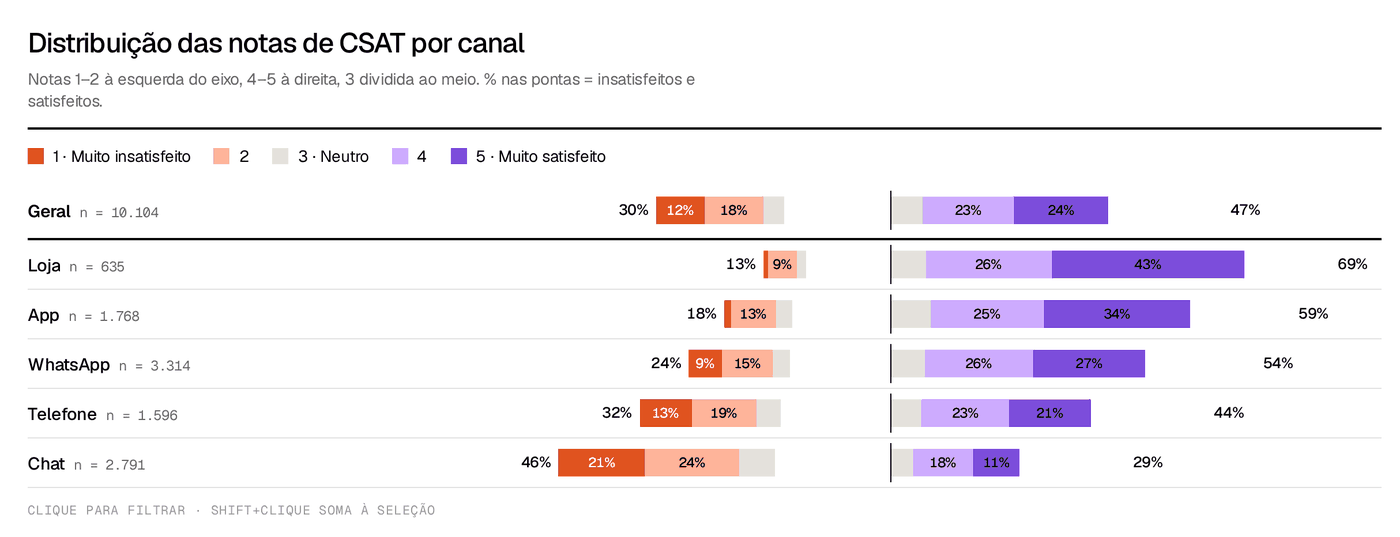 Distribuição das notas de CSAT por canal
Notas 1–2 à esquerda do eixo, 4–5 à direita, 3 dividida ao meio. % nas pontas = insatisfeitos e
satisfeitos.
1 · Muito insatisfeito 2 3 · Neutro 4 5 · Muito satisfeito
Geral n = 10.104 30% 12% 18% 23% 24% 47%
Loja n = 635 13% 9% 26% 43% 69%
App n = 1.768 18% 13% 25% 34% 59%
WhatsApp n = 3.314 24% 9% 15% 26% 27% 54%
Telefone n = 1.596 32% 13% 19% 23% 21% 44%
Chat n = 2.791 46% 21% 24% 18% 11% 29%
CLIQUE PARA FILTRAR · SHIFT+CLIQUE SOMA À SELEÇÃO